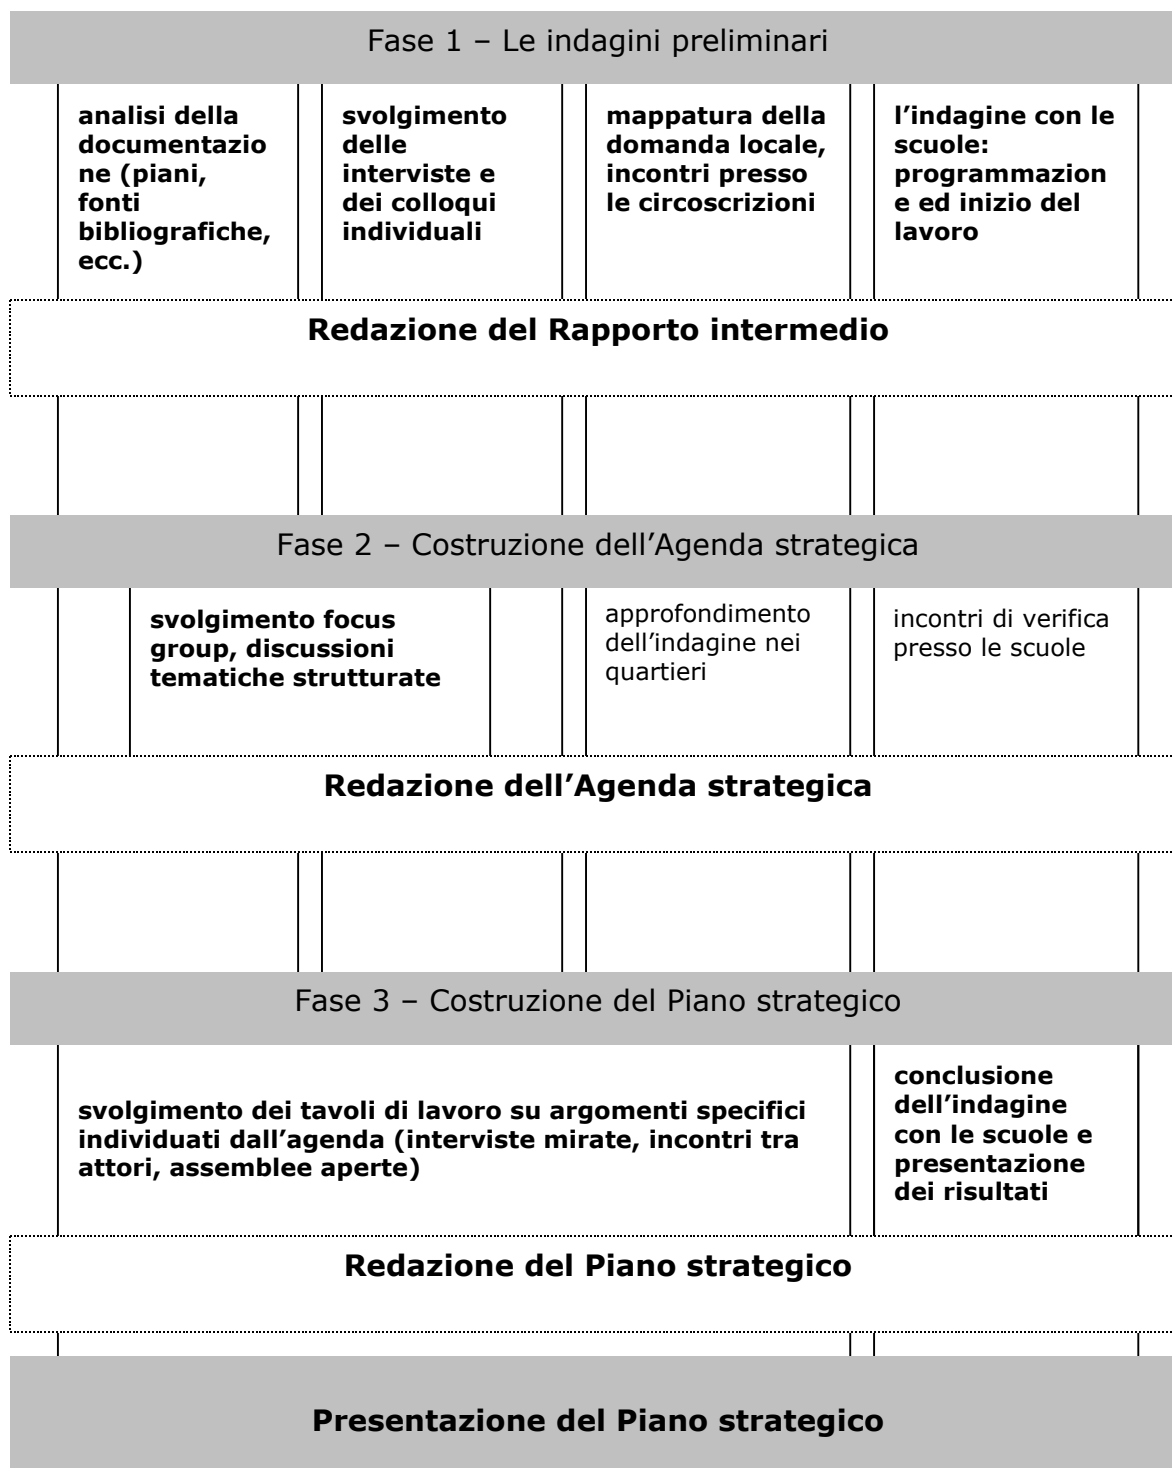 Fase 1 – Le indagini preliminari
analisi della
documentazio
ne (piani,
fonti
bibliografiche,
ecc.)
svolgimento
delle
interviste e
dei colloqui
individuali
mappatura della
domanda locale,
incontri presso
le circoscrizioni
l’indagine con le
scuole:
programmazion
e ed inizio del
lavoro
Redazione del Rapporto intermedio
Fase 2 – Costruzione dell’Agenda strategica
svolgimento focus
group, discussioni
tematiche strutturate
approfondimento
dell’indagine nei
quartieri
incontri di verifica
presso le scuole
Redazione dell’Agenda strategica
Fase 3 – Costruzione del Piano strategico
svolgimento dei tavoli di lavoro su argomenti specifici
individuati dall’agenda (interviste mirate, incontri tra
attori, assemblee aperte)
conclusione
dell’indagine
con le scuole e
presentazione
dei risultati
Redazione del Piano strategico
Presentazione del Piano strategico